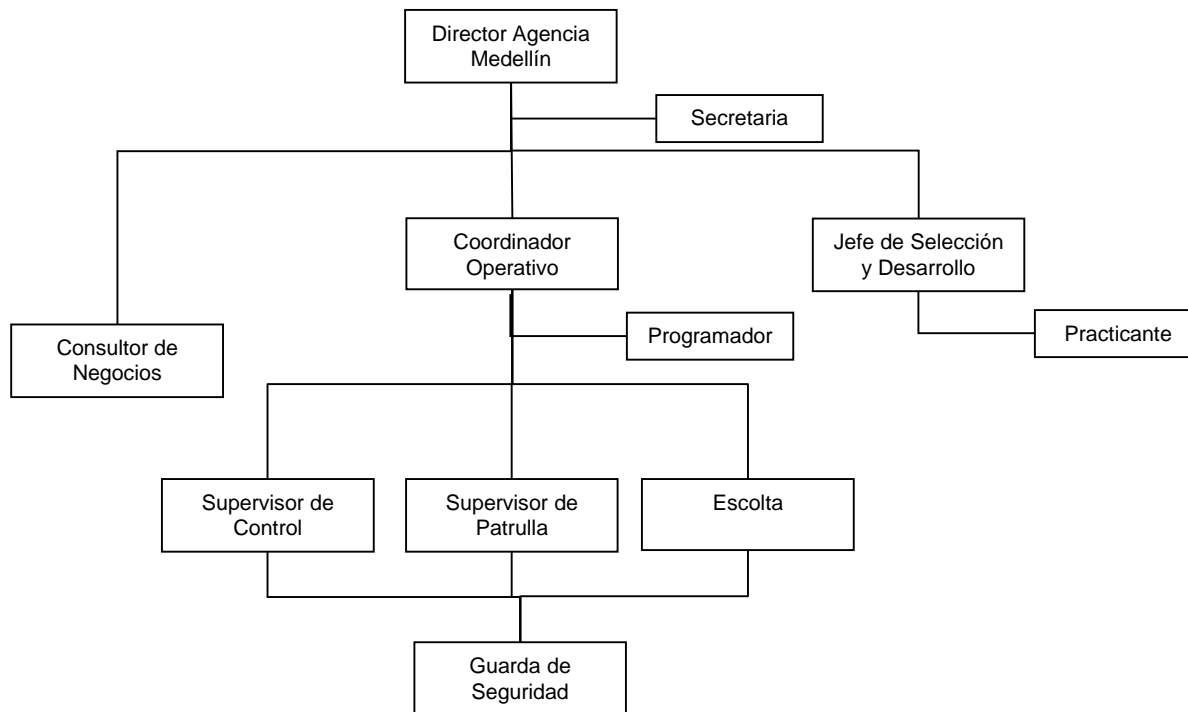 Director Agencia
Medellín
Secretaria
Coordinador
Operativo
Jefe de Selección
y Desarrollo
Consultor de
Negocios
Programador
Practicante
Supervisor de
Control
Supervisor de
Patrulla
Escolta
Guarda de
Seguridad